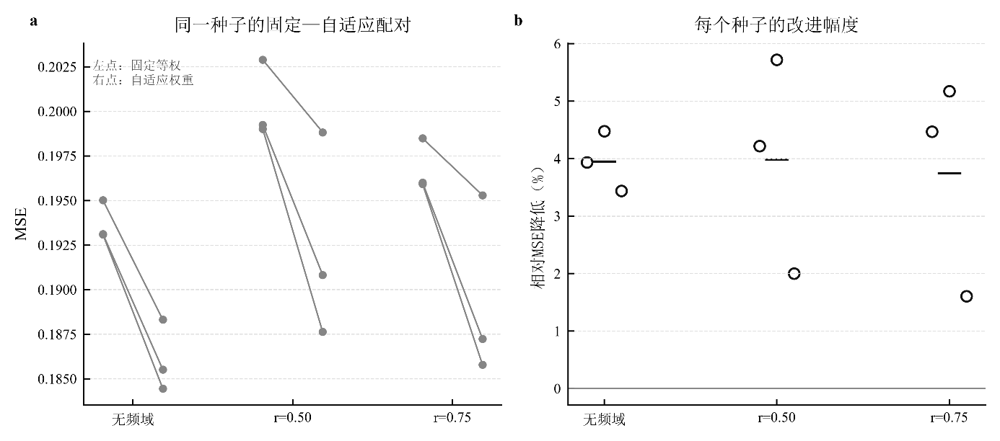 a
同一种子的固定—自适应配对
左点：固定等权
右点：自适应权重
MSE
0.2025
0.2000
0.1975
0.1950
0.1925
0.1900
0.1875
0.1850
无频域
r=0.50
r=0.75
b
每个种子的改进幅度
相对MSE降低（%）
6
5
4
3
2
1
0
无频域
r=0.50
r=0.75